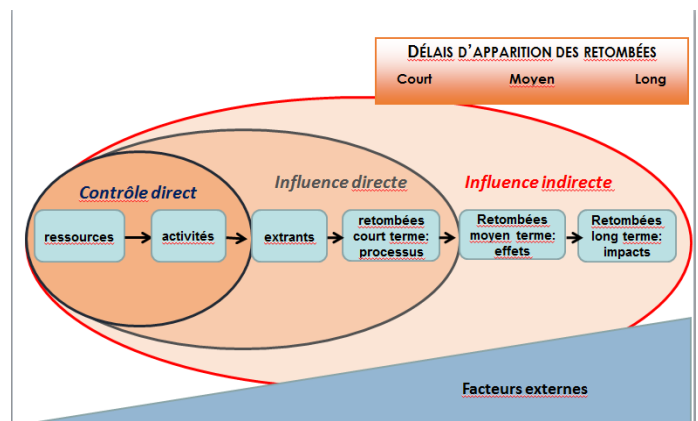 DÉLAIS D'APPARITION DES RETOMBÉES
Court Moyen Long
Contrôle direct
Influence directe
Influence indirecte
ressources
activités
extrants
retombées
court terme:
processus
Retombées
moyen terme:
effets
Retombées
long terme:
impacts
Facteurs externes